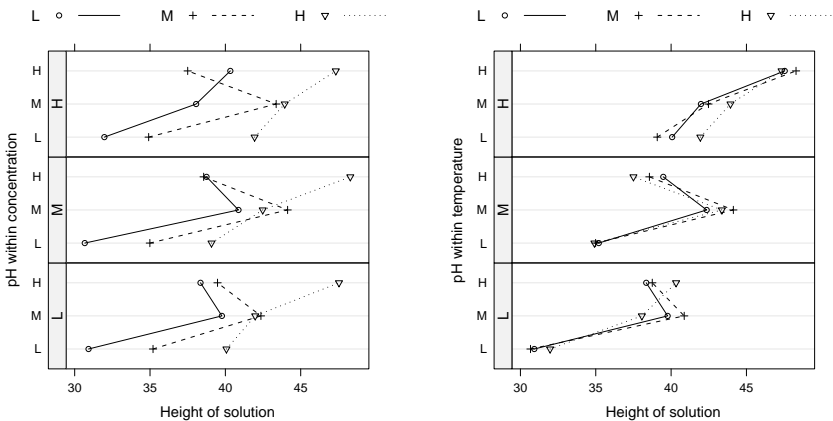 L M H
pH within concentration
H
H
M
L
M
H
M
L
L
H
M
L
30 35 40 45
Height of solution
L M H
pH within temperature
H
H
M
L
M
H
M
L
L
H
M
L
30 35 40 45
Height of solution